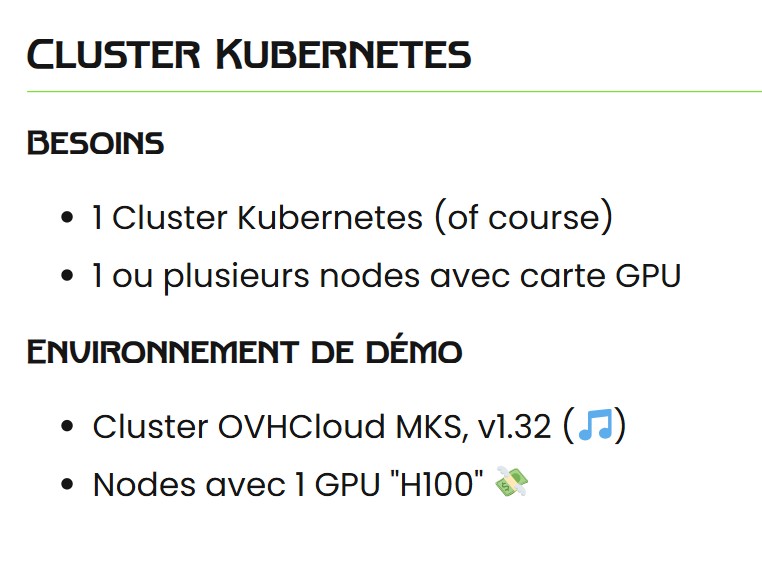 Cluster Kubernetes
Besoins
• 1 Cluster Kubernetes (of course)
• 1 ou plusieurs nodes avec carte GPU
Environnement de démo
• Cluster OVHCloud MKS, v1.32 (🎵)
• Nodes avec 1 GPU "H100" 💸